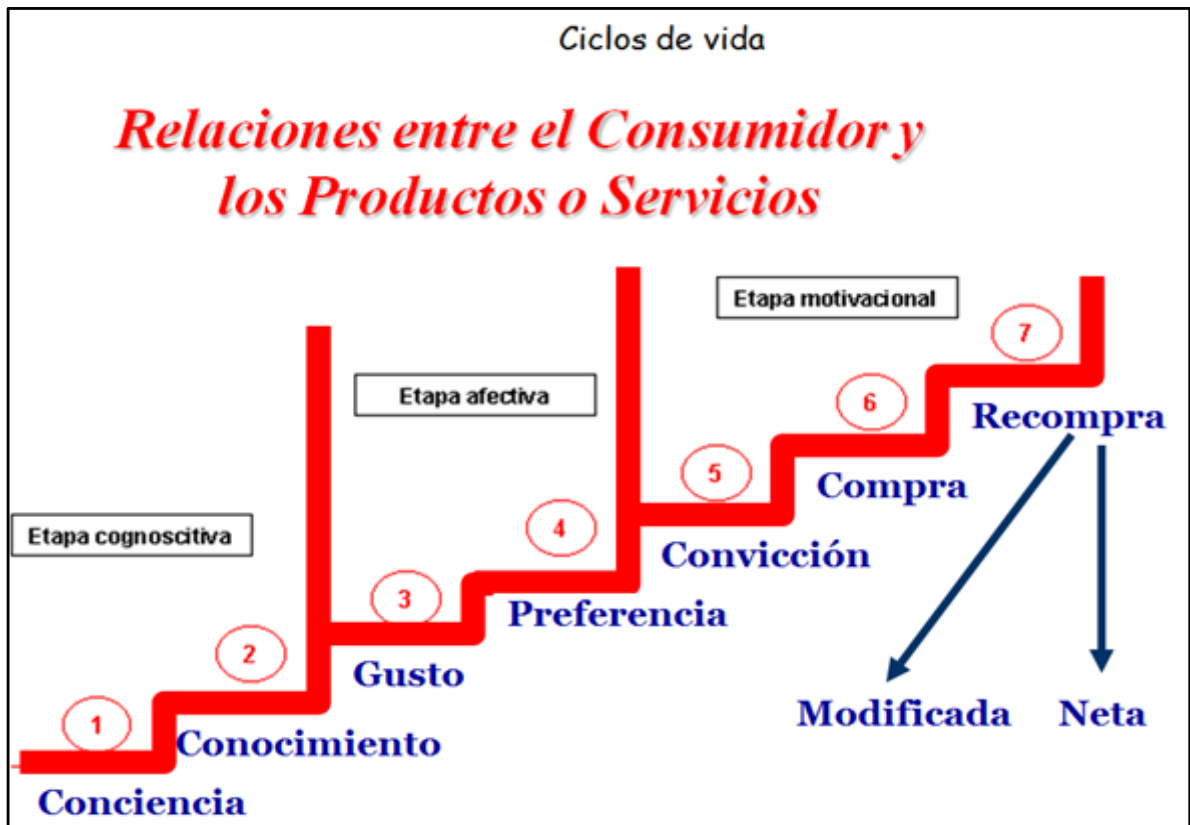 Ciclos de vida
Relaciones entre el Consumidor y
los Productos o Servicios
Etapa cognoscitiva
1
Conciencia
2
Conocimiento
Etapa afectiva
3
Gusto
4
Preferencia
Etapa motivacional
5
Convicción
6
Compra
7
Recompra
Modificada
Neta